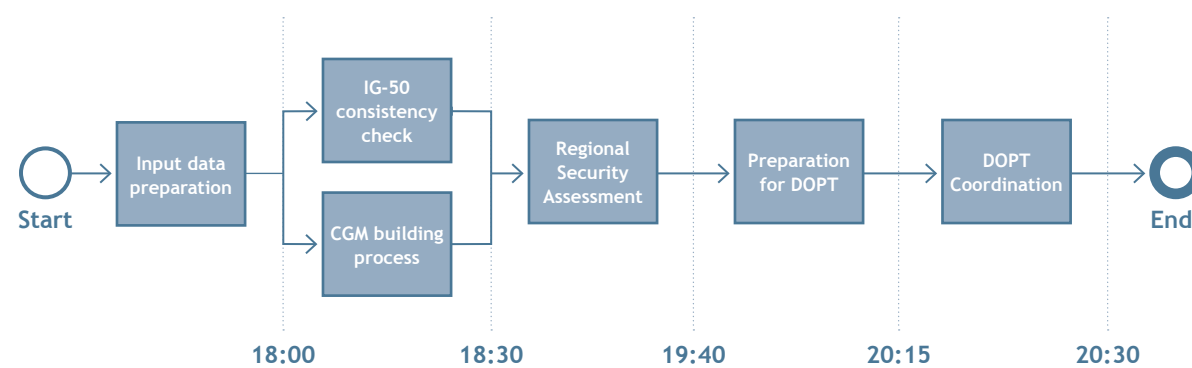 Start
Input data
preparation
IG-50
consistency
check
CGM building
process
Regional
Security
Assessment
Preparation
for DOPT
DOPT
Coordination
End
18:00
18:30
19:40
20:15
20:30